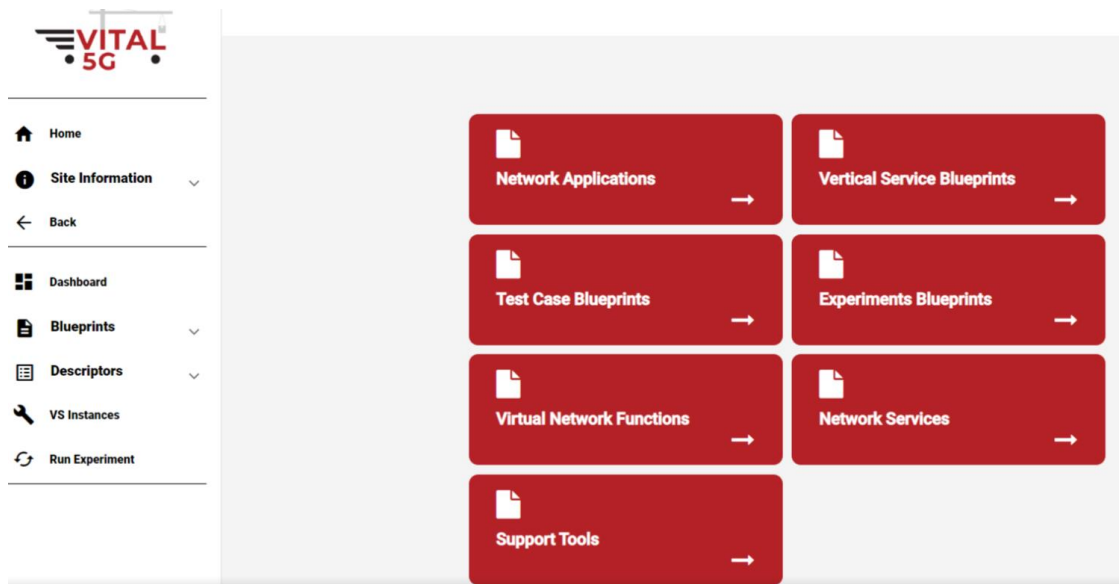 VITAL
5G
Home
Site Information
Back
Dashboard
Blueprints
Descriptors
VS Instances
Run Experiment
Network Applications
Vertical Service Blueprints
Test Case Blueprints
Experiments Blueprints
Virtual Network Functions
Network Services
Support Tools